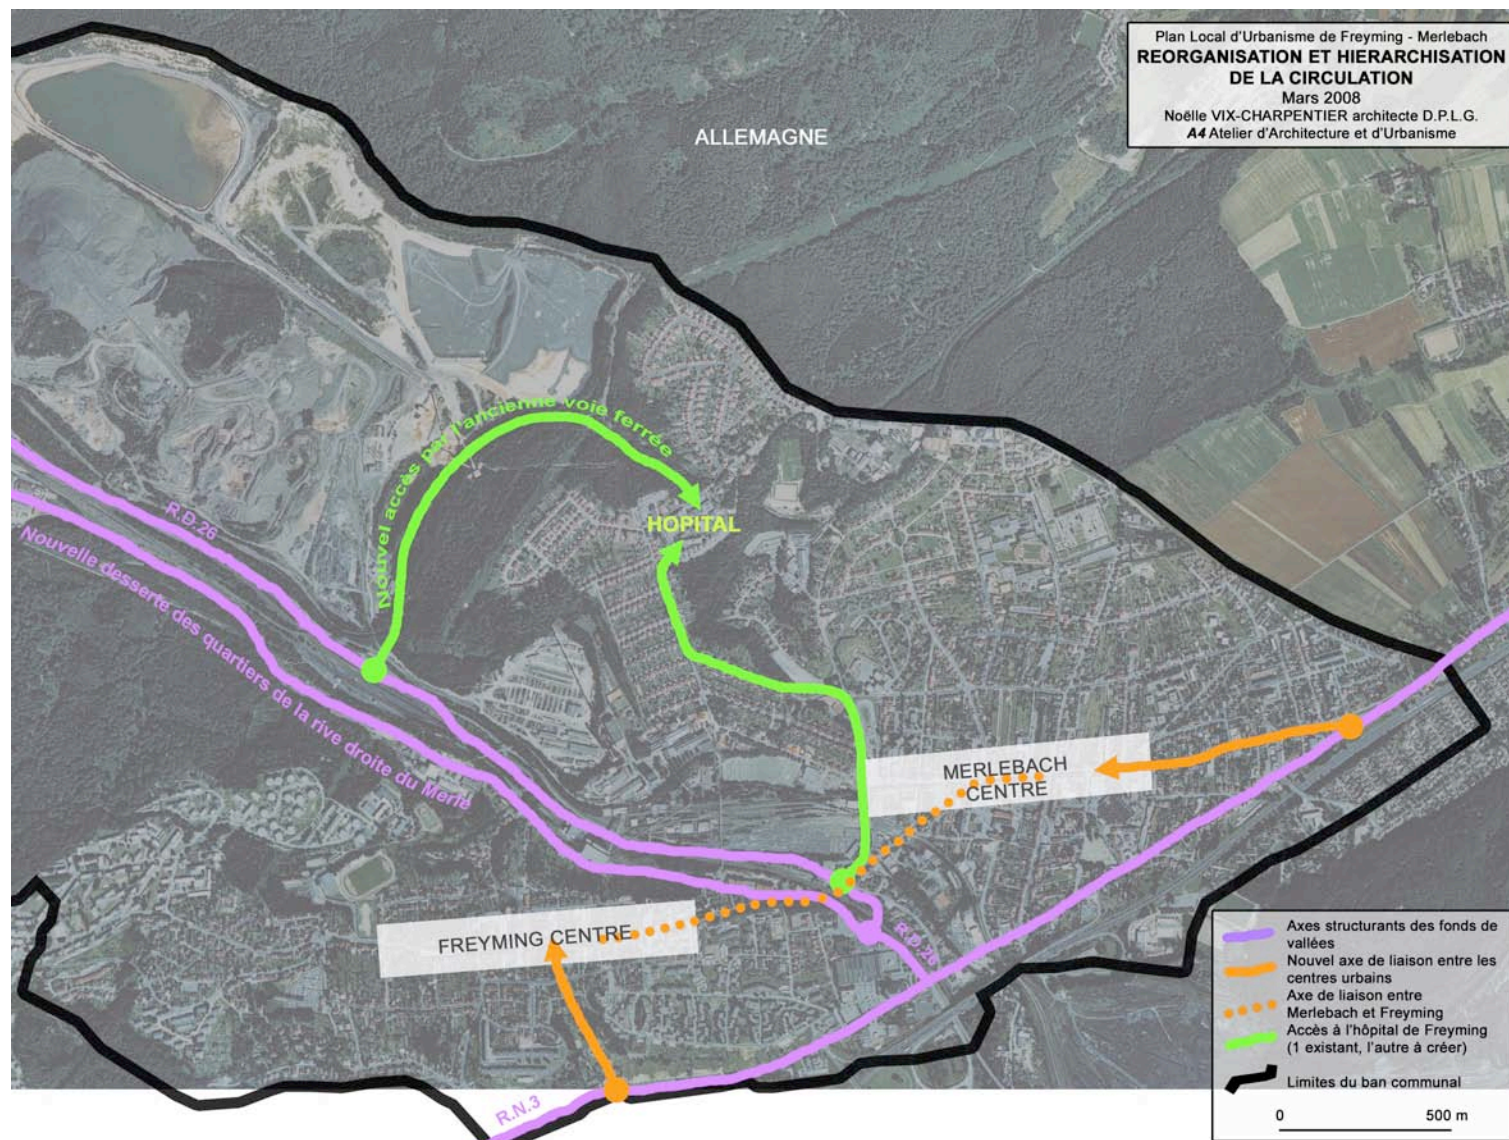 Plan Local d'Urbanisme de Freyming - Merlebach
REORGANISATION ET HIERARCHISATION
DE LA CIRCULATION
Mars 2008
Noëlle VIX-CHARPENTIER architecte D.P.L.G.
A4 Atelier d'Architecture et d'Urbanisme
ALLEMAGNE
Nouvel accès par l'ancienne voie ferrée
R.D.26
HOPITAL
Nouvelle desserte des quartiers de la rive droite du Merle
MERLEBACH
CENTRE
FREYMING CENTRE
R.D.26
R.N.3
Axes structurants des fonds de
vallées
Nouvel axe de liaison entre les
centres urbains
Axe de liaison entre
Merlebach et Freyming
Accès à l'hôpital de Freyming
(1 existant, l'autre à créer)
Limites du ban communal
0 500 m